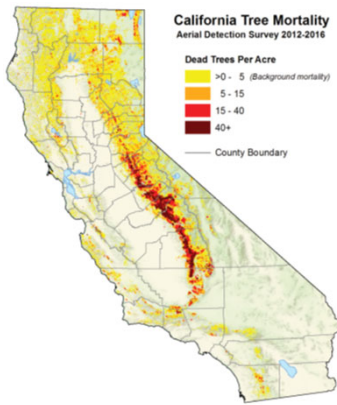 California Tree Mortality
Aerial Detection Survey 2012-2016
Dead Trees Per Acre
>0 - 5 (Background mortality)
5 - 15
15 - 40
40+
County Boundary